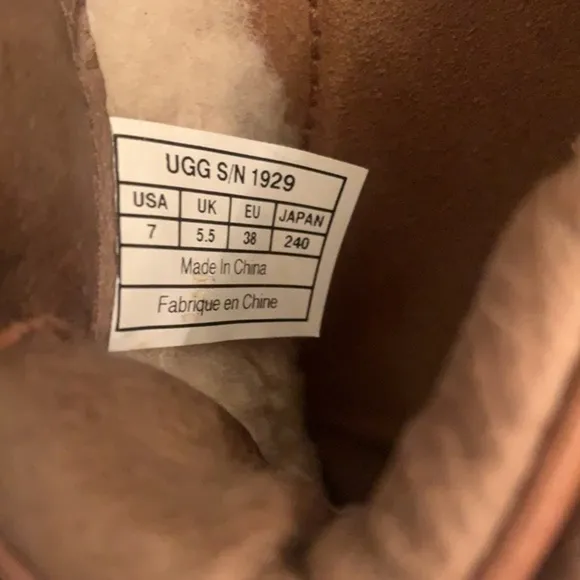 UGG S/N 1929
USA UK EU JAPAN
7 5.5 38 240
Made In China
Fabrique en Chine